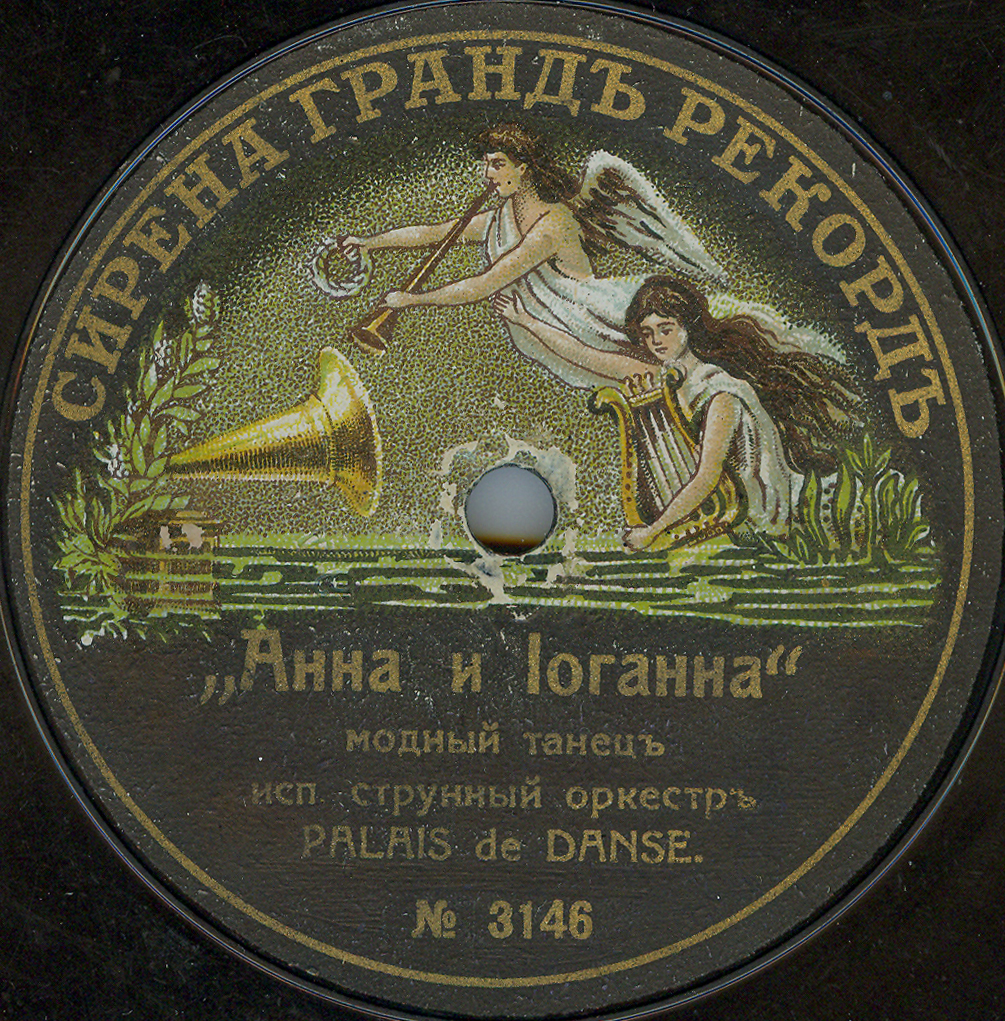 СИРЕНА ГРАНДЪ РЕКОРДЪ
„Анна и Іоганна“
модный танецъ
исп. струнный оркестръ
PALAIS de DANSE.
№ 3146